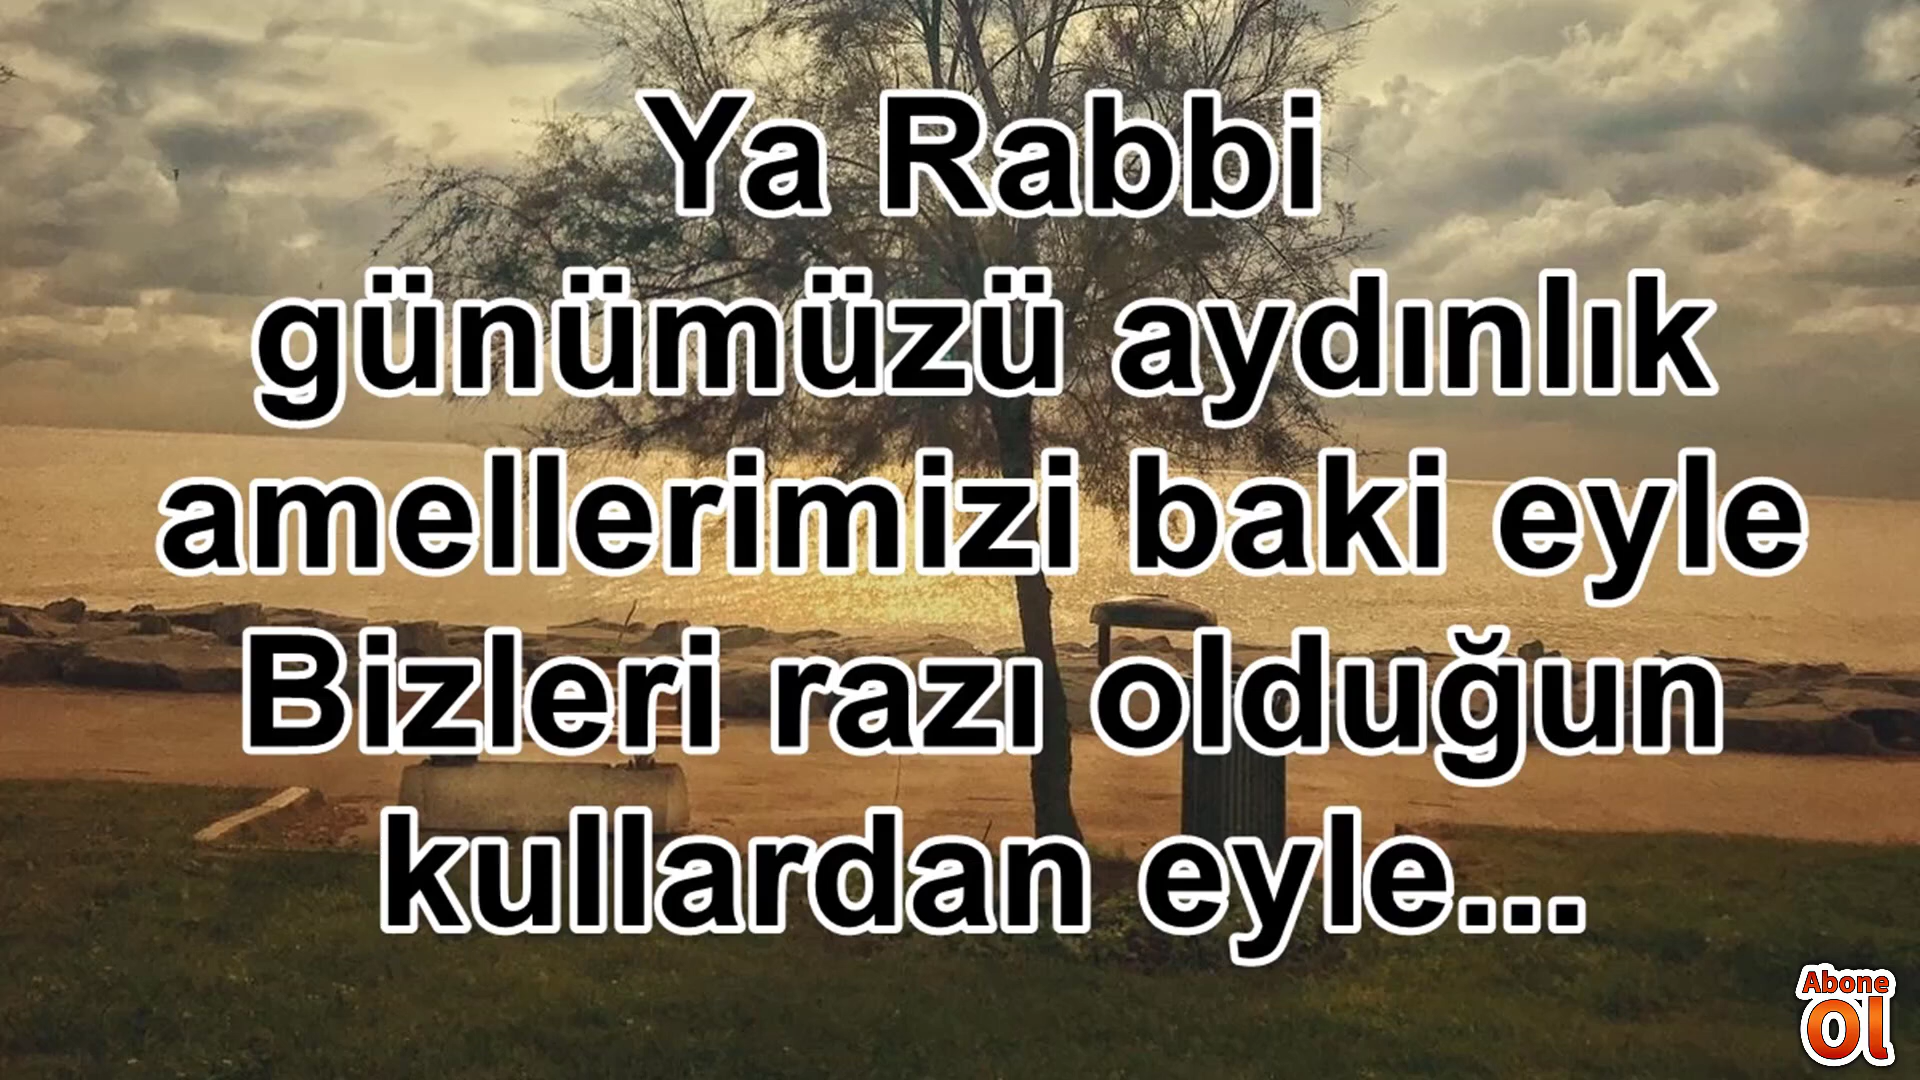 Ya Rabbi
günümüzü aydınlık
amellerimizi baki eyle
Bizleri razı olduğun
kullardan eyle...
Abone
Ol